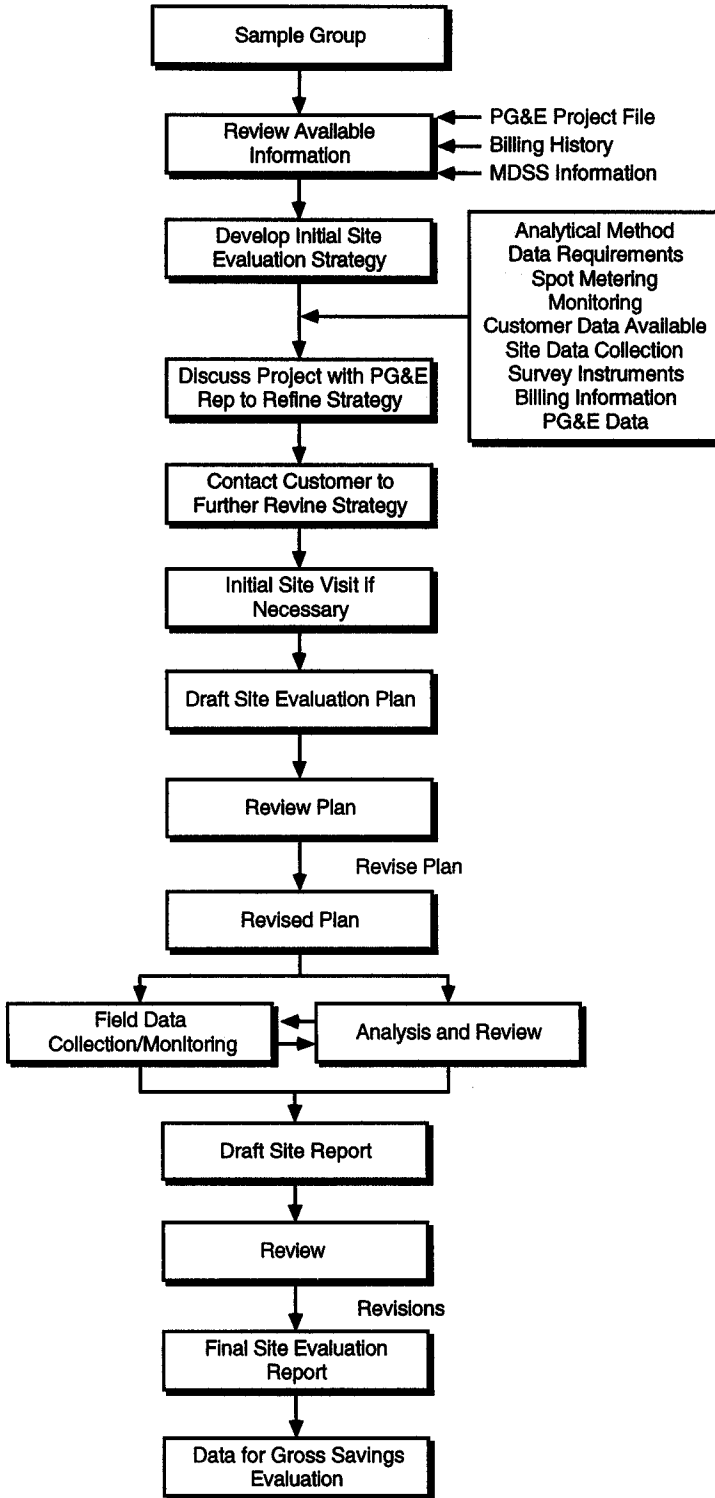 Sample Group
Review Available
Information
PG&E Project File
Billing History
MDSS Information
Develop Initial Site
Evaluation Strategy
Analytical Method
Data Requirements
Spot Metering
Monitoring
Customer Data Available
Site Data Collection
Survey Instruments
Billing Information
PG&E Data
Discuss Project with PG&E
Rep to Refine Strategy
Contact Customer to
Further Revine Strategy
Initial Site Visit if
Necessary
Draft Site Evaluation Plan
Review Plan
Revise Plan
Revised Plan
Field Data
Collection/Monitoring
Analysis and Review
Draft Site Report
Review
Revisions
Final Site Evaluation
Report
Data for Gross Savings
Evaluation